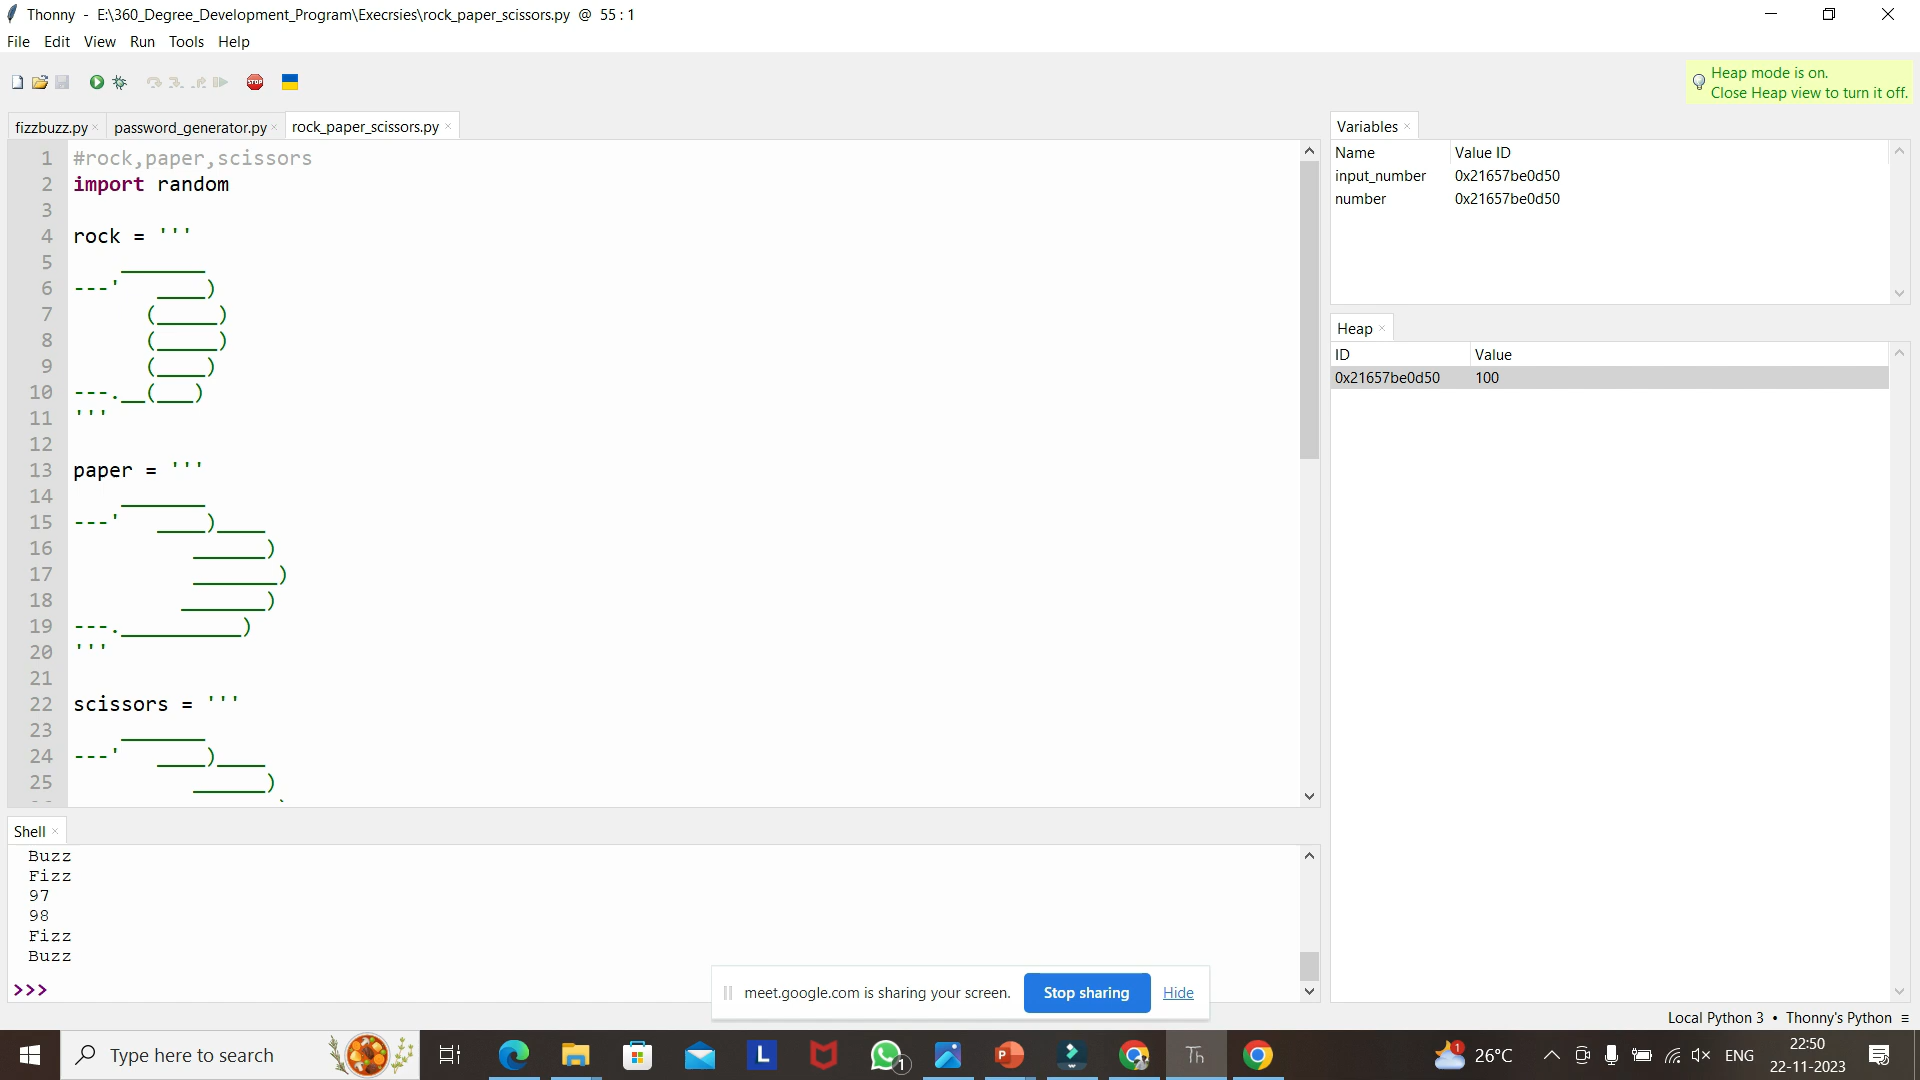 Thonny - E:\360_Degree_Development_Program\Execrsies\rock_paper_scissors.py @ 55 : 1
File Edit View Run Tools Help
STOP
Heap mode is on.
Close Heap view to turn it off.
fizzbuzz.py × password_generator.py × rock_paper_scissors.py ×
1 #rock,paper,scissors
2 import random
3
4 rock = '''
5     _______
6 ---'   ____)
7       (_____)
8       (_____)
9       (____)
10 ---.__(___)
11 '''
12
13 paper = '''
14     _______
15 ---'   ____)____
16           ______)
17           _______)
18          _______)
19 ---.__________)
20 '''
21
22 scissors = '''
23     _______
24 ---'   ____)____
25           ______)
Variables ×
Name Value ID
input_number 0x21657be0d50
number 0x21657be0d50
Heap ×
ID Value
0x21657be0d50 100
Shell ×
Buzz
Fizz
97
98
Fizz
Buzz
>>>
meet.google.com is sharing your screen. Stop sharing Hide
Local Python 3 • Thonny's Python ≡
Type here to search
L
1
Th
1
26°C
ENG
22:50
22-11-2023